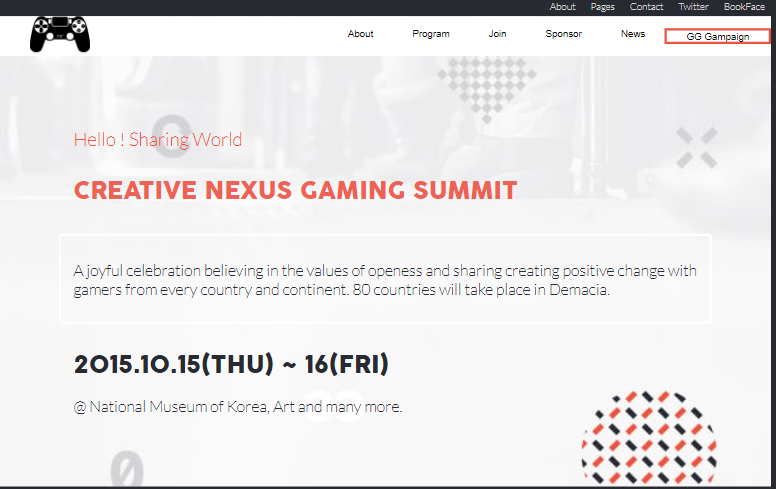 About Pages Contact Twitter BookFace
About Program Join Sponsor News GG Gampaign
Hello ! Sharing World
CREATIVE NEXUS GAMING SUMMIT
A joyful celebration believing in the values of openess and sharing creating positive change with
gamers from every country and continent. 80 countries will take place in Demacia.
2015.10.15(THU) ~ 16(FRI)
@ National Museum of Korea, Art and many more.